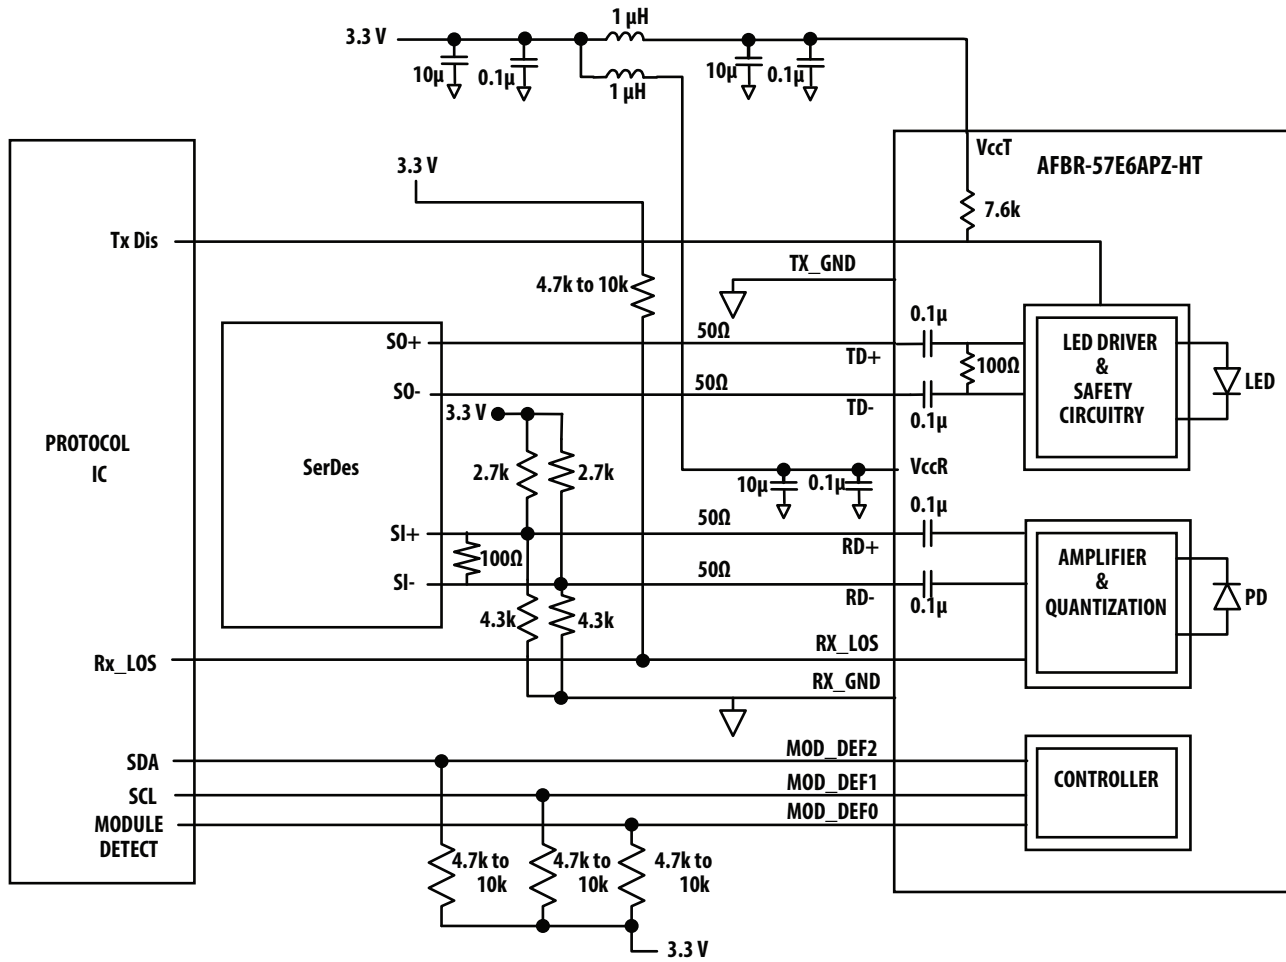 1 µH
3.3 V
10µ
0.1µ
10µ
0.1µ
1 µH
VccT
AFBR-57E6APZ-HT
3.3 V
7.6k
Tx Dis
TX_GND
4.7k to 10k
0.1µ
SO+
50Ω
TD+
100Ω
LED DRIVER
&
SAFETY
CIRCUITRY
LED
SO-
50Ω
TD-
0.1µ
3.3 V
PROTOCOL
IC
SerDes
2.7k
2.7k
VccR
10µ
0.1µ
0.1µ
SI+
50Ω
RD+
100Ω
AMPLIFIER
&
QUANTIZATION
PD
SI-
50Ω
RD-
0.1µ
4.3k
4.3k
Rx_LOS
RX_LOS
RX_GND
SDA
MOD_DEF2
SCL
MOD_DEF1
CONTROLLER
MODULE
DETECT
MOD_DEF0
4.7k to
10k
4.7k to
10k
4.7k to
10k
3.3 V